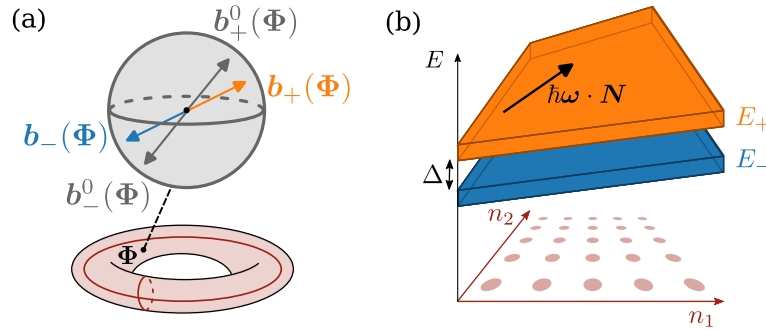 (a)
𝒃⁰₊(𝚽)
𝒃₊(𝚽)
𝒃₋(𝚽)
𝒃⁰₋(𝚽)
𝚽
(b)
E
ℏ𝝎 · 𝑵
E₊
E₋
Δ
n₂
n₁